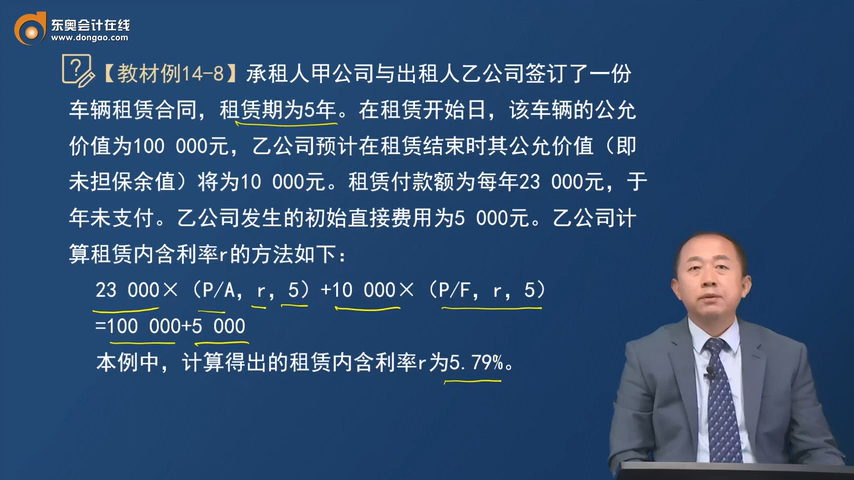 东奥会计在线
www.dongao.com
【教材例14-8】承租人甲公司与出租人乙公司签订了一份
车辆租赁合同，租赁期为5年。在租赁开始日，该车辆的公允
价值为100 000元，乙公司预计在租赁结束时其公允价值（即
未担保余值）将为10 000元。租赁付款额为每年23 000元，于
年未支付。乙公司发生的初始直接费用为5 000元。乙公司计
算租赁内含利率r的方法如下：
23 000×（P/A，r，5）+10 000×（P/F，r，5）
=100 000+5 000
本例中，计算得出的租赁内含利率r为5.79%。